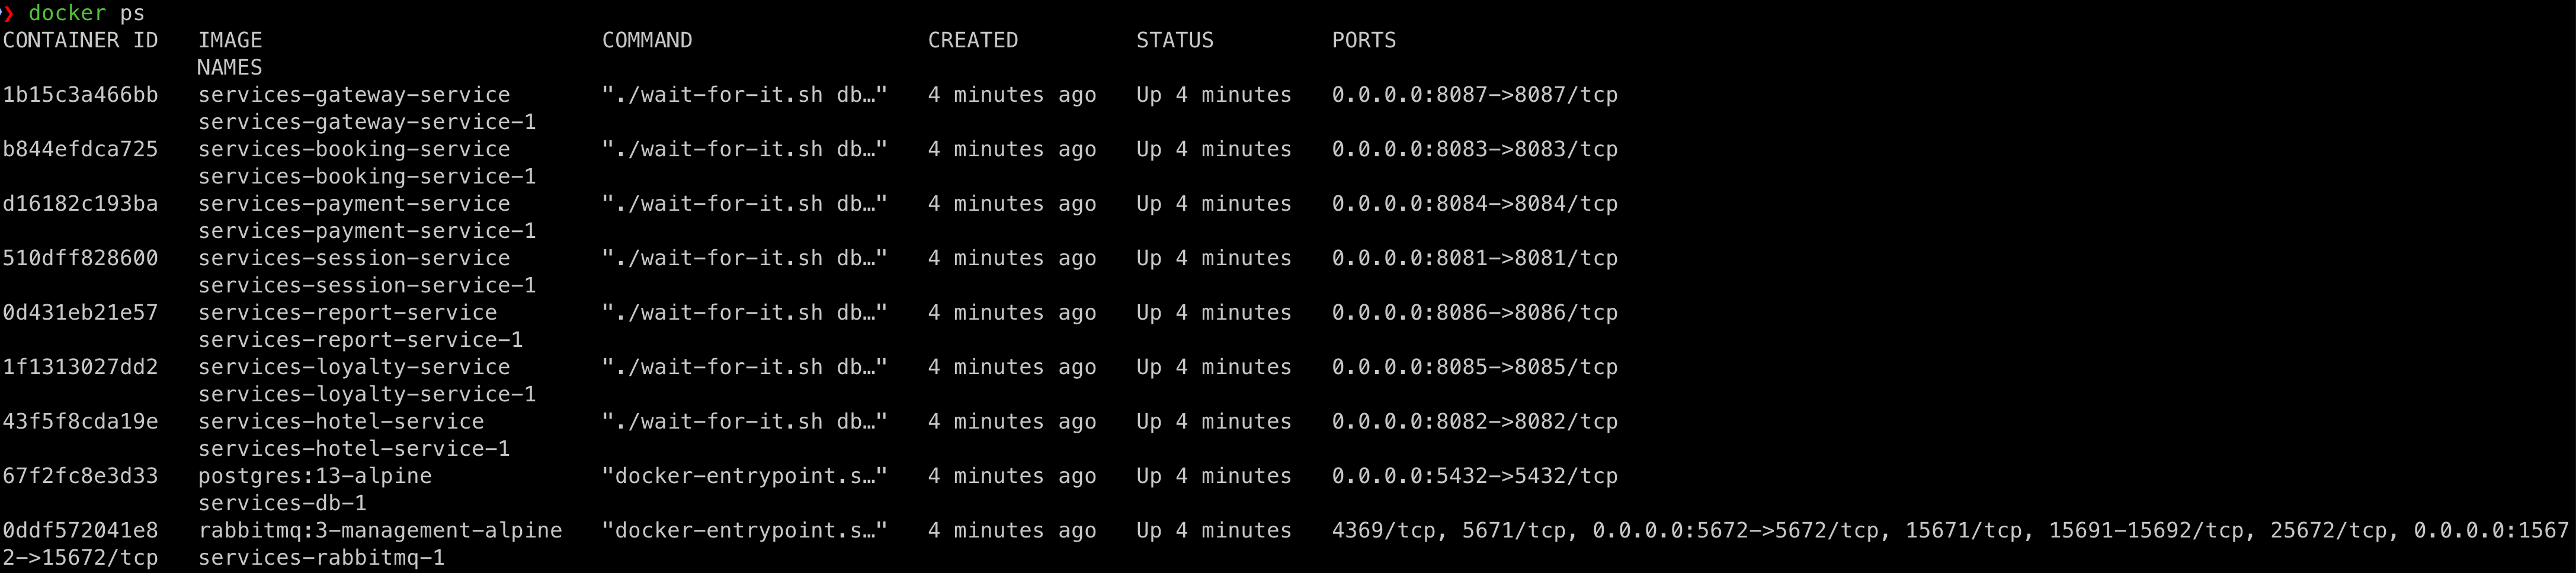 ❯ docker ps
CONTAINER ID   IMAGE                          COMMAND                  CREATED         STATUS         PORTS
               NAMES
1b15c3a466bb   services-gateway-service       "./wait-for-it.sh db…"   4 minutes ago   Up 4 minutes   0.0.0.0:8087->8087/tcp
               services-gateway-service-1
b844efdca725   services-booking-service       "./wait-for-it.sh db…"   4 minutes ago   Up 4 minutes   0.0.0.0:8083->8083/tcp
               services-booking-service-1
d16182c193ba   services-payment-service       "./wait-for-it.sh db…"   4 minutes ago   Up 4 minutes   0.0.0.0:8084->8084/tcp
               services-payment-service-1
510dff828600   services-session-service       "./wait-for-it.sh db…"   4 minutes ago   Up 4 minutes   0.0.0.0:8081->8081/tcp
               services-session-service-1
0d431eb21e57   services-report-service        "./wait-for-it.sh db…"   4 minutes ago   Up 4 minutes   0.0.0.0:8086->8086/tcp
               services-report-service-1
1f1313027dd2   services-loyalty-service       "./wait-for-it.sh db…"   4 minutes ago   Up 4 minutes   0.0.0.0:8085->8085/tcp
               services-loyalty-service-1
43f5f8cda19e   services-hotel-service         "./wait-for-it.sh db…"   4 minutes ago   Up 4 minutes   0.0.0.0:8082->8082/tcp
               services-hotel-service-1
67f2fc8e3d33   postgres:13-alpine             "docker-entrypoint.s…"   4 minutes ago   Up 4 minutes   0.0.0.0:5432->5432/tcp
               services-db-1
0ddf572041e8   rabbitmq:3-management-alpine   "docker-entrypoint.s…"   4 minutes ago   Up 4 minutes   4369/tcp, 5671/tcp, 0.0.0.0:5672->5672/tcp, 15671/tcp, 15691-15692/tcp, 25672/tcp, 0.0.0.0:1567
2->15672/tcp   services-rabbitmq-1